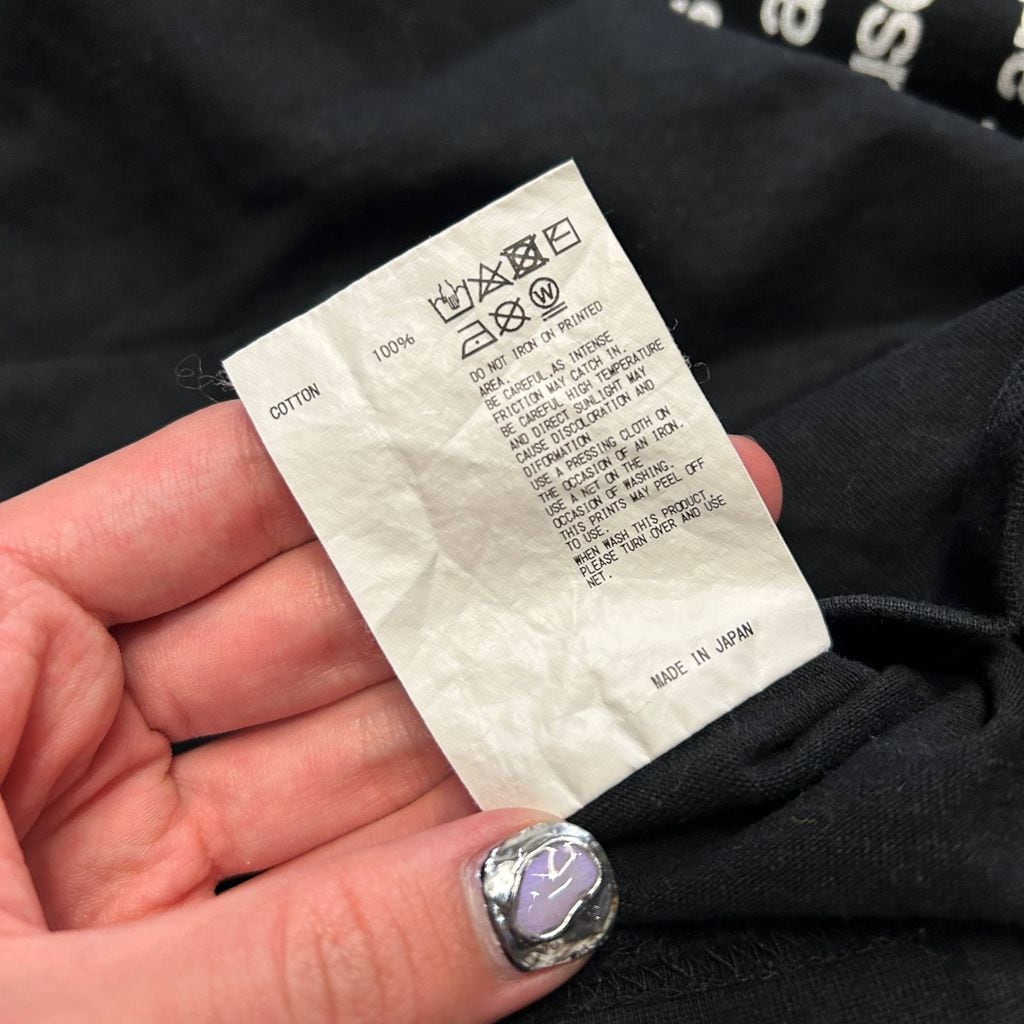 COTTON 100%
DO NOT IRON ON PRINTED
AREA.
BE CAREFUL.AS INTENSE
FRICTION MAY CATCH IN.
BE CAREFUL HIGH TEMPERATURE
AND DIRECT SUNLIGHT MAY
CAUSE DISCOLORATION AND
DIFORMATION
USE A PRESSING CLOTH ON
THE OCCASION OF AN IRON.
USE A NET ON THE
OCCASION OF WASHING.
THIS PRINTS MAY PEEL OFF
TO USE.
WHEN WASH THIS PRODUCT,
PLEASE TURN OVER AND USE
NET.
MADE IN JAPAN